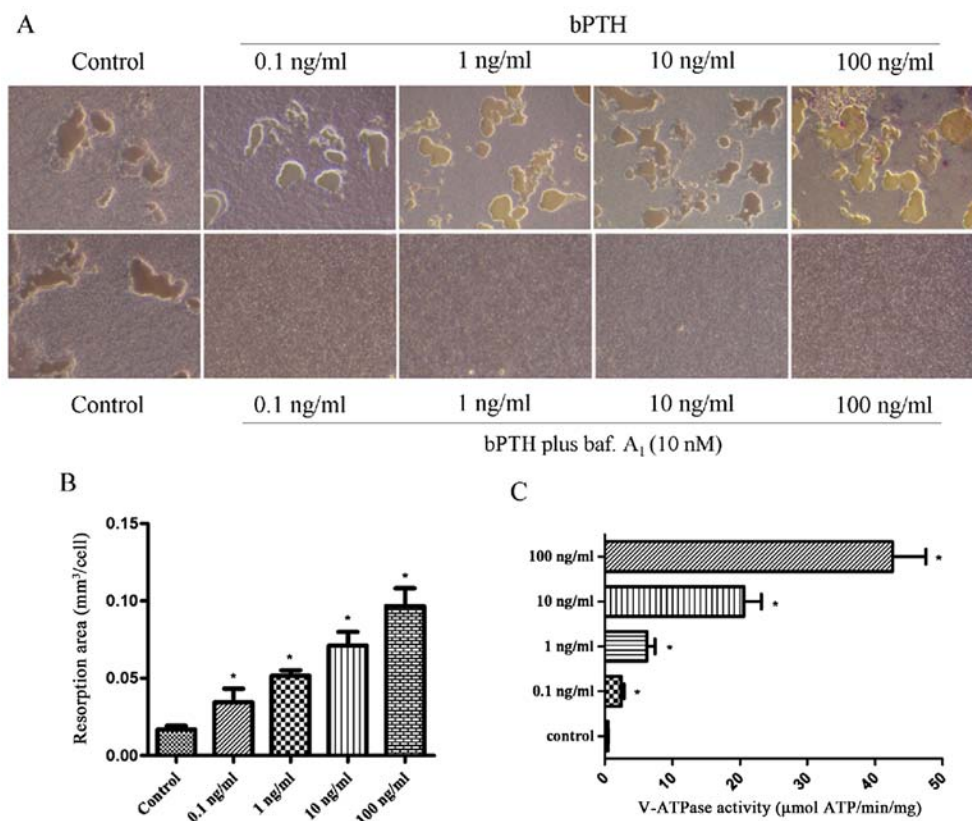 A
bPTH
Control 0.1 ng/ml 1 ng/ml 10 ng/ml 100 ng/ml
Control 0.1 ng/ml 1 ng/ml 10 ng/ml 100 ng/ml
bPTH plus baf. A₁ (10 nM)
B
Resorption area (mm³/cell)
0.15
0.10
0.05
0.00
* * * *
Control 0.1 ng/ml 1 ng/ml 10 ng/ml 100 ng/ml
C
100 ng/ml *
10 ng/ml *
1 ng/ml *
0.1 ng/ml *
control
0 10 20 30 40 50
V-ATPase activity (μmol ATP/min/mg)